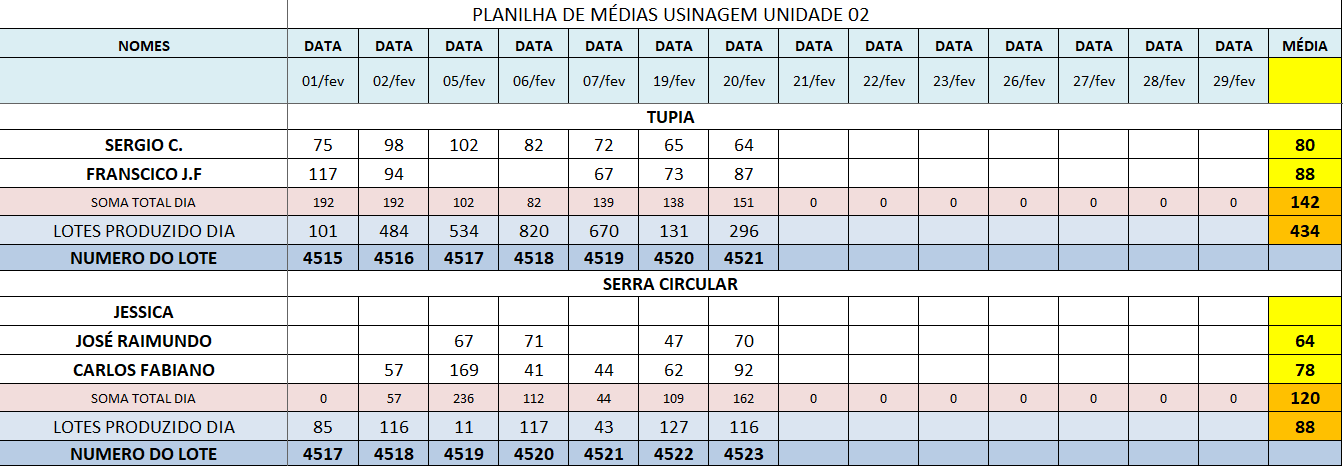 PLANILHA DE MÉDIAS USINAGEM UNIDADE 02
NOMES DATA DATA DATA DATA DATA DATA DATA DATA DATA DATA DATA DATA DATA DATA MÉDIA
01/fev 02/fev 05/fev 06/fev 07/fev 19/fev 20/fev 21/fev 22/fev 23/fev 26/fev 27/fev 28/fev 29/fev
TUPIA
SERGIO C. 75 98 102 82 72 65 64 80
FRANSCICO J.F 117 94 67 73 87 88
SOMA TOTAL DIA 192 192 102 82 139 138 151 0 0 0 0 0 0 0 142
LOTES PRODUZIDO DIA 101 484 534 820 670 131 296 434
NUMERO DO LOTE 4515 4516 4517 4518 4519 4520 4521
SERRA CIRCULAR
JESSICA
JOSÉ RAIMUNDO 67 71 47 70 64
CARLOS FABIANO 57 169 41 44 62 92 78
SOMA TOTAL DIA 0 57 236 112 44 109 162 0 0 0 0 0 0 0 120
LOTES PRODUZIDO DIA 85 116 11 117 43 127 116 88
NUMERO DO LOTE 4517 4518 4519 4520 4521 4522 4523